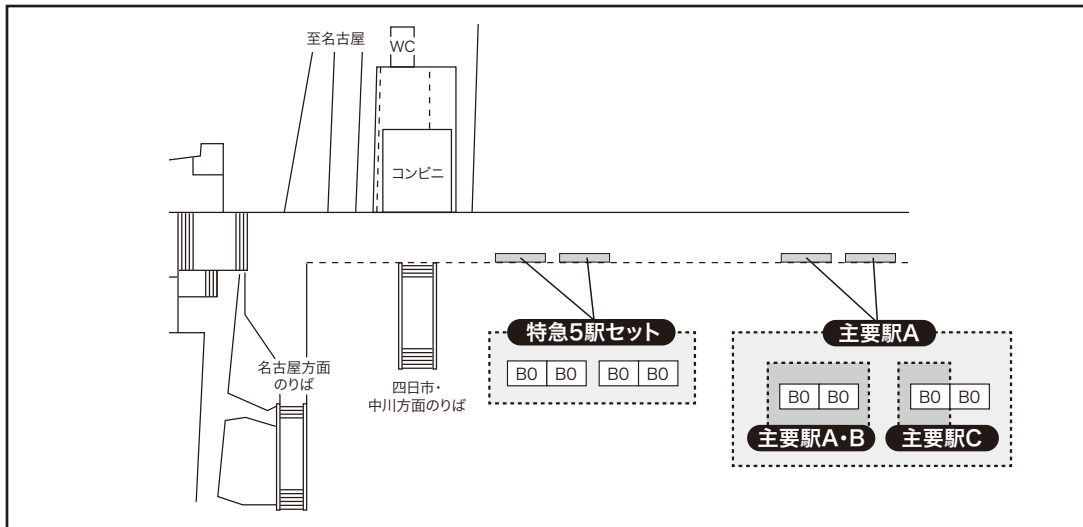 至名古屋
WC
コンビニ
特急5駅セット
B0 B0 B0 B0
主要駅A
B0 B0 B0 B0
主要駅A・B 主要駅C
名古屋方面
のりば
四日市・
中川方面のりば